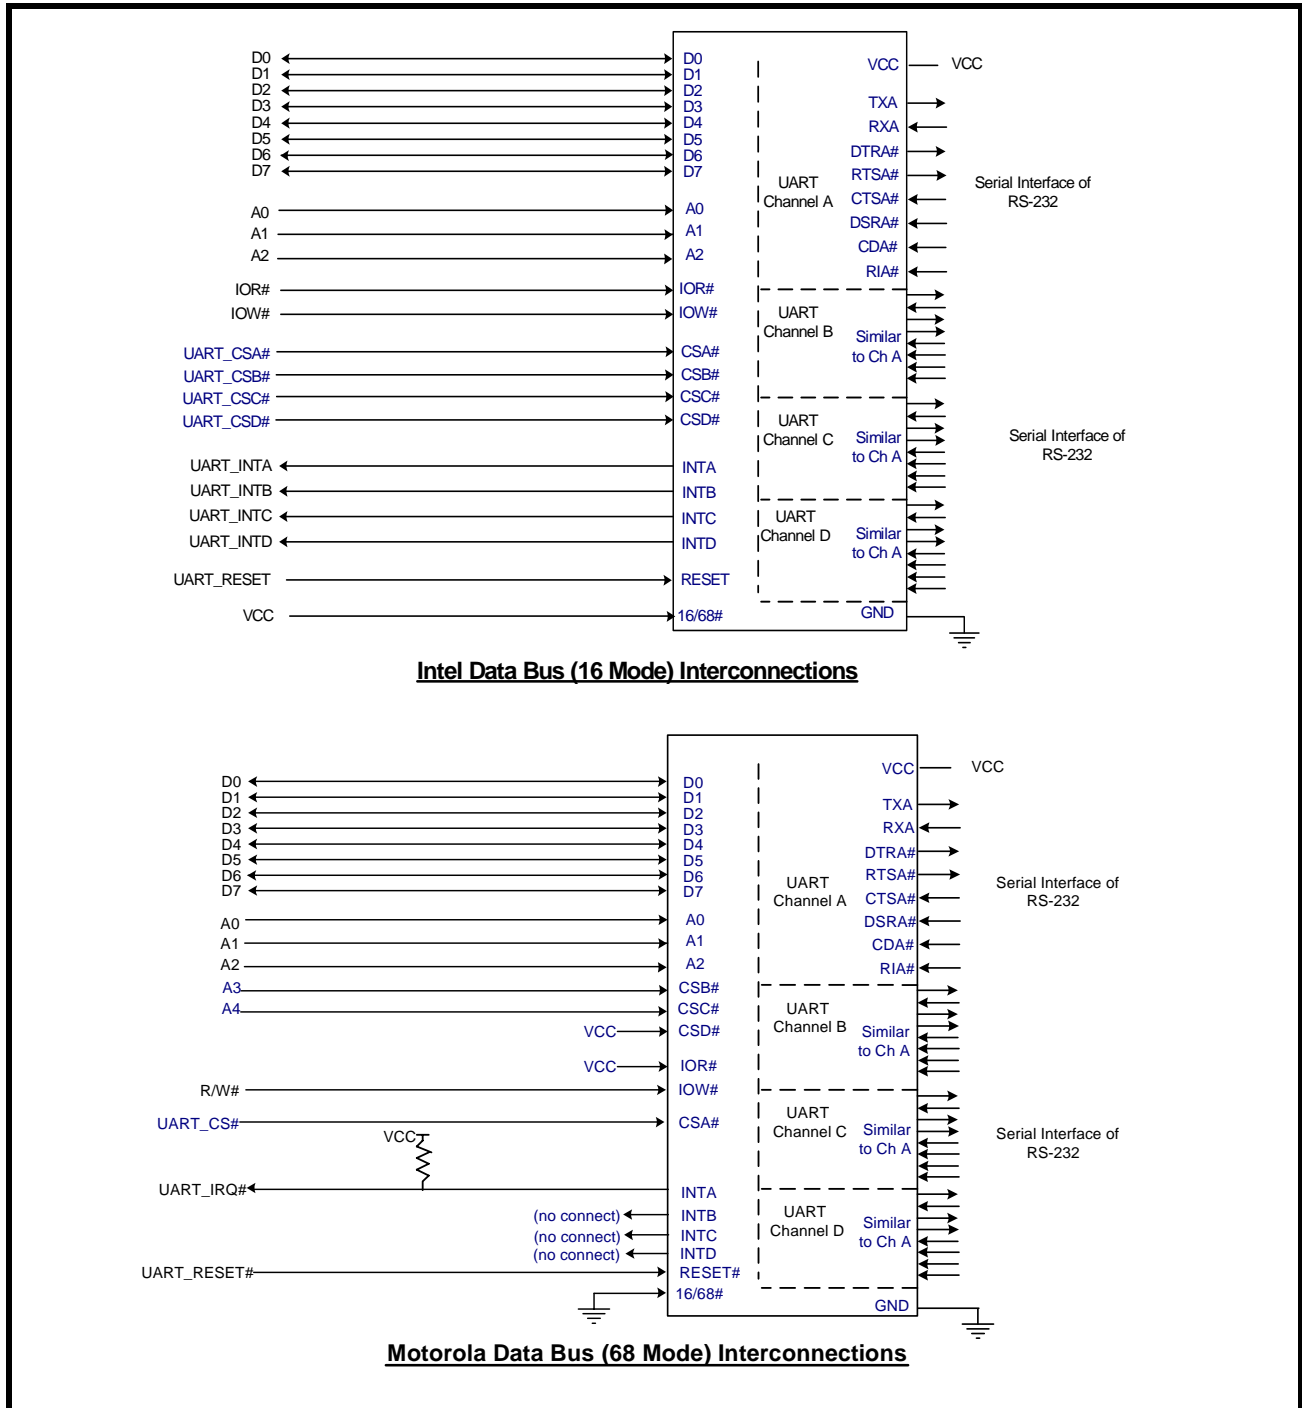 D0 D0 VCC VCC
D1 D1
D2 D2
D3 D3 TXA
D4 D4 RXA
D5 D5 DTRA#
D6 D6
D7 D7 RTSA#
UART
Channel A
Serial Interface of
RS-232
CTSA#
A0 A0
DSRA#
A1 A1
CDA#
A2 A2
RIA#
IOR# IOR#
IOW# IOW#
UART
Channel B
Similar
to Ch A
UART_CSA# CSA#
UART_CSB# CSB#
UART_CSC# CSC#
UART_CSD# CSD#
UART
Channel C
Similar
to Ch A
Serial Interface of
RS-232
UART_INTA INTA
UART_INTB INTB
UART_INTC INTC
UART_INTD INTD
UART
Channel D
Similar
to Ch A
UART_RESET RESET
VCC 16/68# GND
Intel Data Bus (16 Mode) Interconnections
VCC VCC
D0 D0
D1 D1
D2 D2
D3 D3
D4 D4
D5 D5
D6 D6
D7 D7
TXA
RXA
DTRA#
RTSA#
UART
Channel A
Serial Interface of
RS-232
CTSA#
A0 A0
DSRA#
A1 A1
CDA#
A2 A2
RIA#
A3 CSB#
A4 CSC#
VCC CSD#
UART
Channel B
Similar
to Ch A
VCC IOR#
R/W# IOW#
UART_CS# CSA#
UART
Channel C
Similar
to Ch A
Serial Interface of
RS-232
VCC
UART_IRQ# INTA
(no connect) INTB
(no connect) INTC
(no connect) INTD
UART
Channel D
Similar
to Ch A
UART_RESET# RESET#
16/68#
GND
Motorola Data Bus (68 Mode) Interconnections